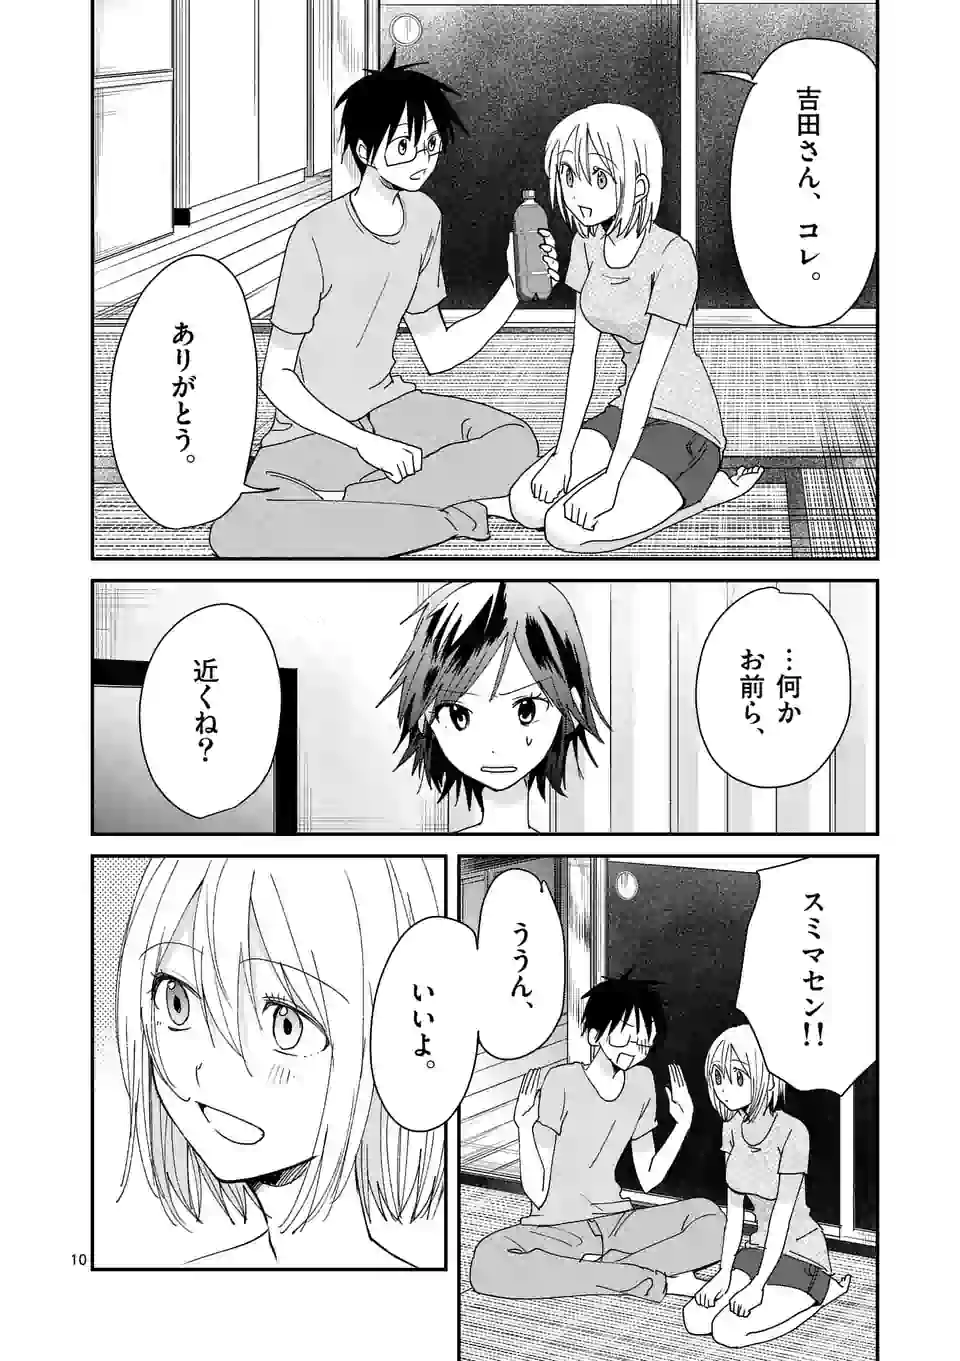 吉田さん、コレ。
ありがとう。
…何か
お前ら、
近くね？
スミマセン!!
ううん、
いいよ。
10